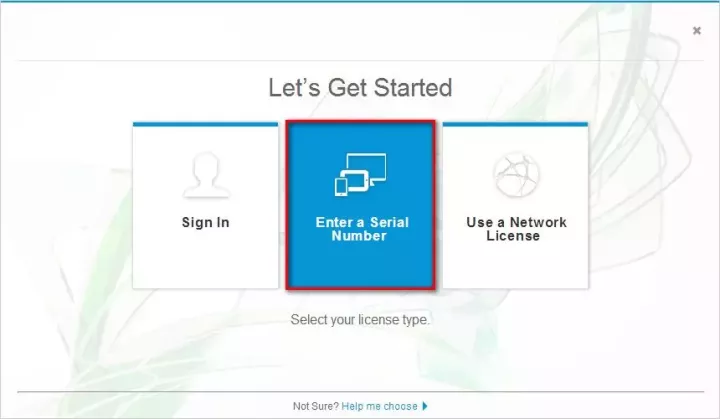 Let's Get Started
Sign In
Enter a Serial
Number
Use a Network
License
Select your license type.
Not Sure? Help me choose